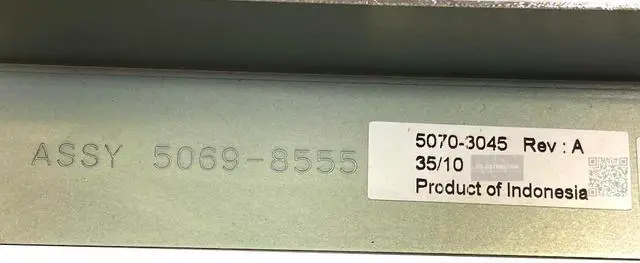 ASSY 5069-8555
5070-3045 Rev : A
35/10
Product of Indonesia